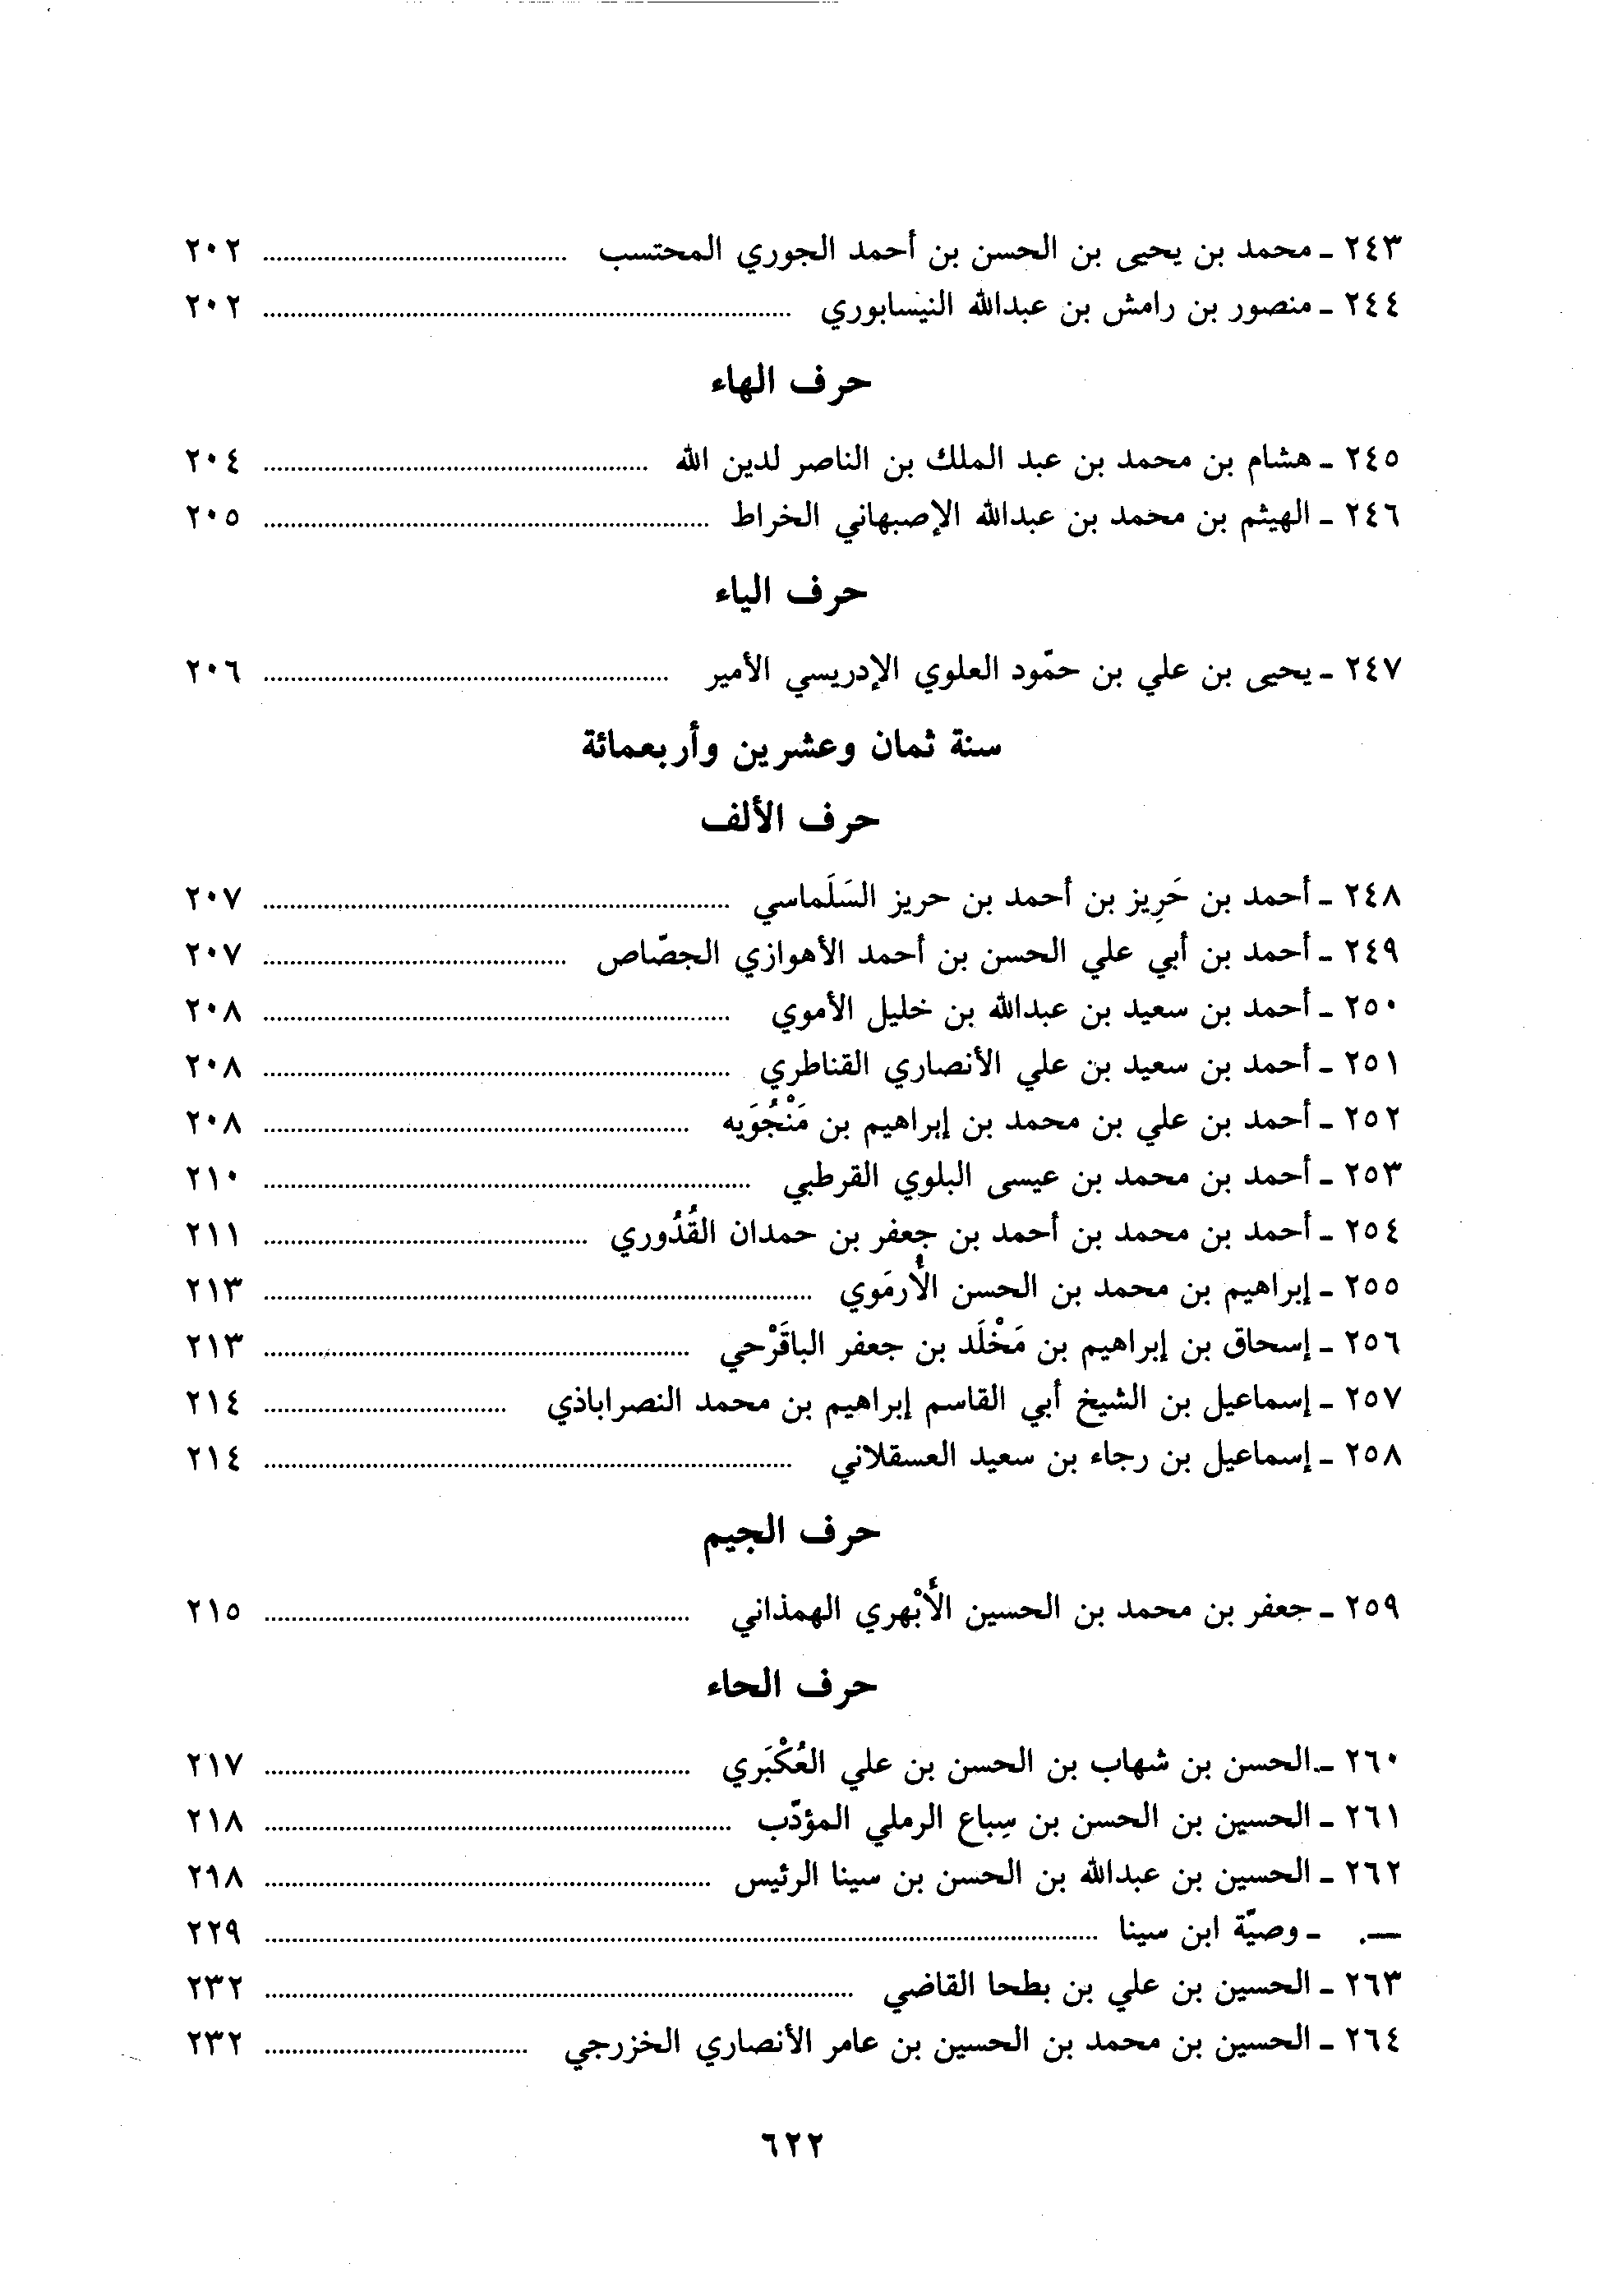 ٢٤٣ ـ محمد بن يحيى بن الحسن بن أحمد الجوري المحتسب ........ ٢٠٢
٢٤٤ ـ منصور بن رامش بن عبدالله النيسابوري ........ ٢٠٢
حرف الهاء
٢٤٥ ـ هشام بن محمد بن عبد الملك بن الناصر لدين الله ........ ٢٠٤
٢٤٦ ـ الهيثم بن محمد بن عبدالله الإصبهاني الخراط ........ ٢٠٥
حرف الياء
٢٤٧ ـ يحيى بن علي بن حمّود العلوي الإدريسي الأمير ........ ٢٠٦
سنة ثمان وعشرين وأربعمائة
حرف الألف
٢٤٨ ـ أحمد بن حَرِيز بن أحمد بن حريز السَلَماسي ........ ٢٠٧
٢٤٩ ـ أحمد بن أبي علي الحسن بن أحمد الأهوازي الجصّاص ........ ٢٠٧
٢٥٠ ـ أحمد بن سعيد بن عبدالله بن خليل الأموي ........ ٢٠٨
٢٥١ ـ أحمد بن سعيد بن علي الأنصاري القناطري ........ ٢٠٨
٢٥٢ ـ أحمد بن علي بن محمد بن إبراهيم بن مَنْجُوَيه ........ ٢٠٨
٢٥٣ ـ أحمد بن محمد بن عيسى البلوي القرطبي ........ ٢١٠
٢٥٤ ـ أحمد بن محمد بن أحمد بن جعفر بن حمدان القُدُوري ........ ٢١١
٢٥٥ ـ إبراهيم بن محمد بن الحسن الأُرمَوي ........ ٢١٣
٢٥٦ ـ إسحاق بن إبراهيم بن مَخْلَد بن جعفر الباقَرْحي ........ ٢١٣
٢٥٧ ـ إسماعيل بن الشيخ أبي القاسم إبراهيم بن محمد النصراباذي ........ ٢١٤
٢٥٨ ـ إسماعيل بن رجاء بن سعيد العسقلاني ........ ٢١٤
حرف الجيم
٢٥٩ ـ جعفر بن محمد بن الحسين الأَبْهري الهمذاني ........ ٢١٥
حرف الحاء
٢٦٠ ـ الحسن بن شهاب بن الحسن بن علي العُكْبَري ........ ٢١٧
٢٦١ ـ الحسين بن الحسن بن سِباع الرملي المؤدّب ........ ٢١٨
٢٦٢ ـ الحسين بن عبدالله بن الحسن بن سينا الرئيس ........ ٢١٨
—. ـ وصيّة ابن سينا ........ ٢٢٩
٢٦٣ ـ الحسين بن علي بن بطحا القاضي ........ ٢٣٢
٢٦٤ ـ الحسين بن محمد بن الحسين بن عامر الأنصاري الخزرجي ........ ٢٣٢
٦٢٢